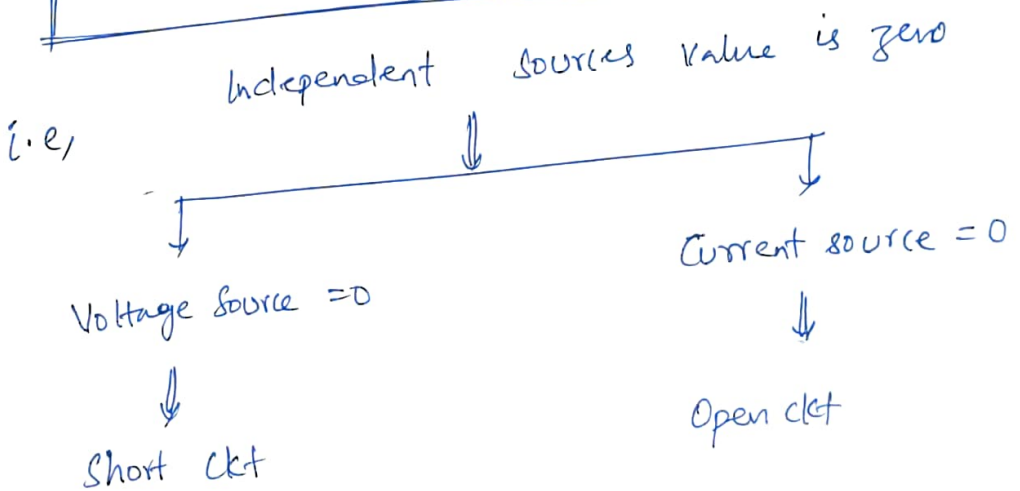 Independent sources value is zero
i.e,
Voltage source =0
Current source =0
Short ckt
Open ckt